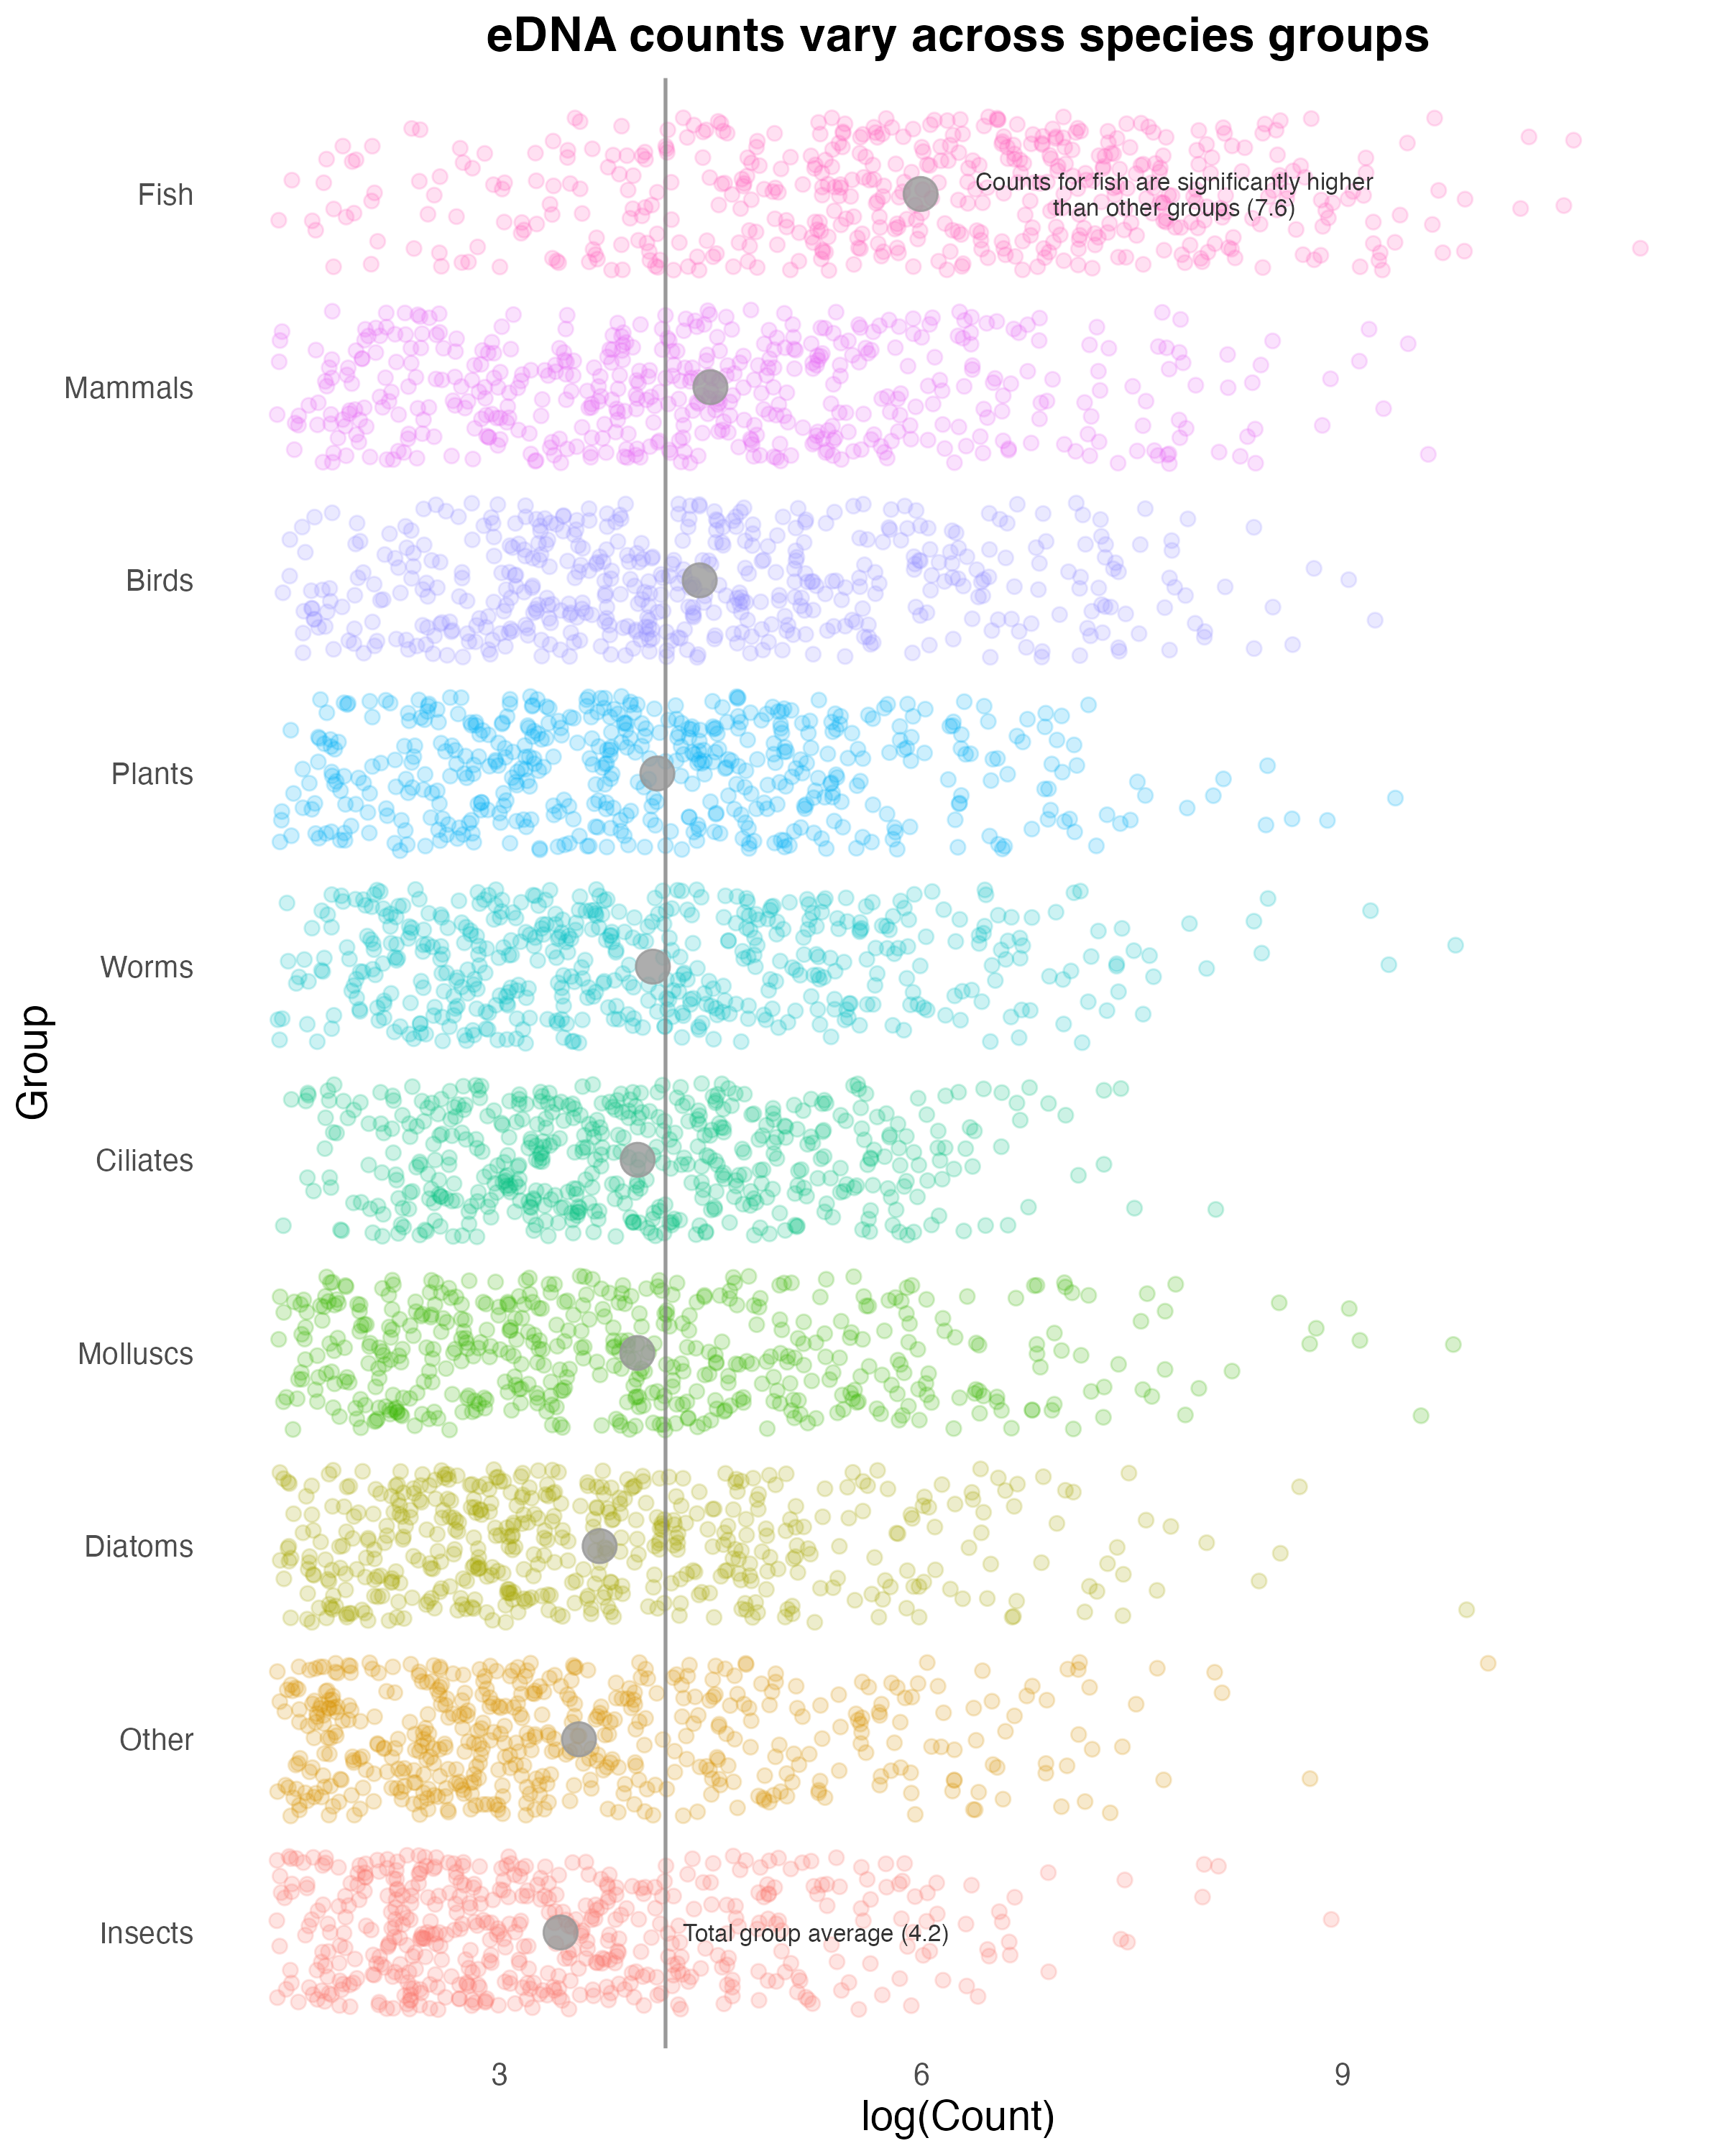 eDNA counts vary across species groups
Fish
Counts for fish are significantly higher
than other groups (7.6)
Mammals
Birds
Plants
Worms
Group
Ciliates
Molluscs
Diatoms
Other
Insects
Total group average (4.2)
3
6
9
log(Count)